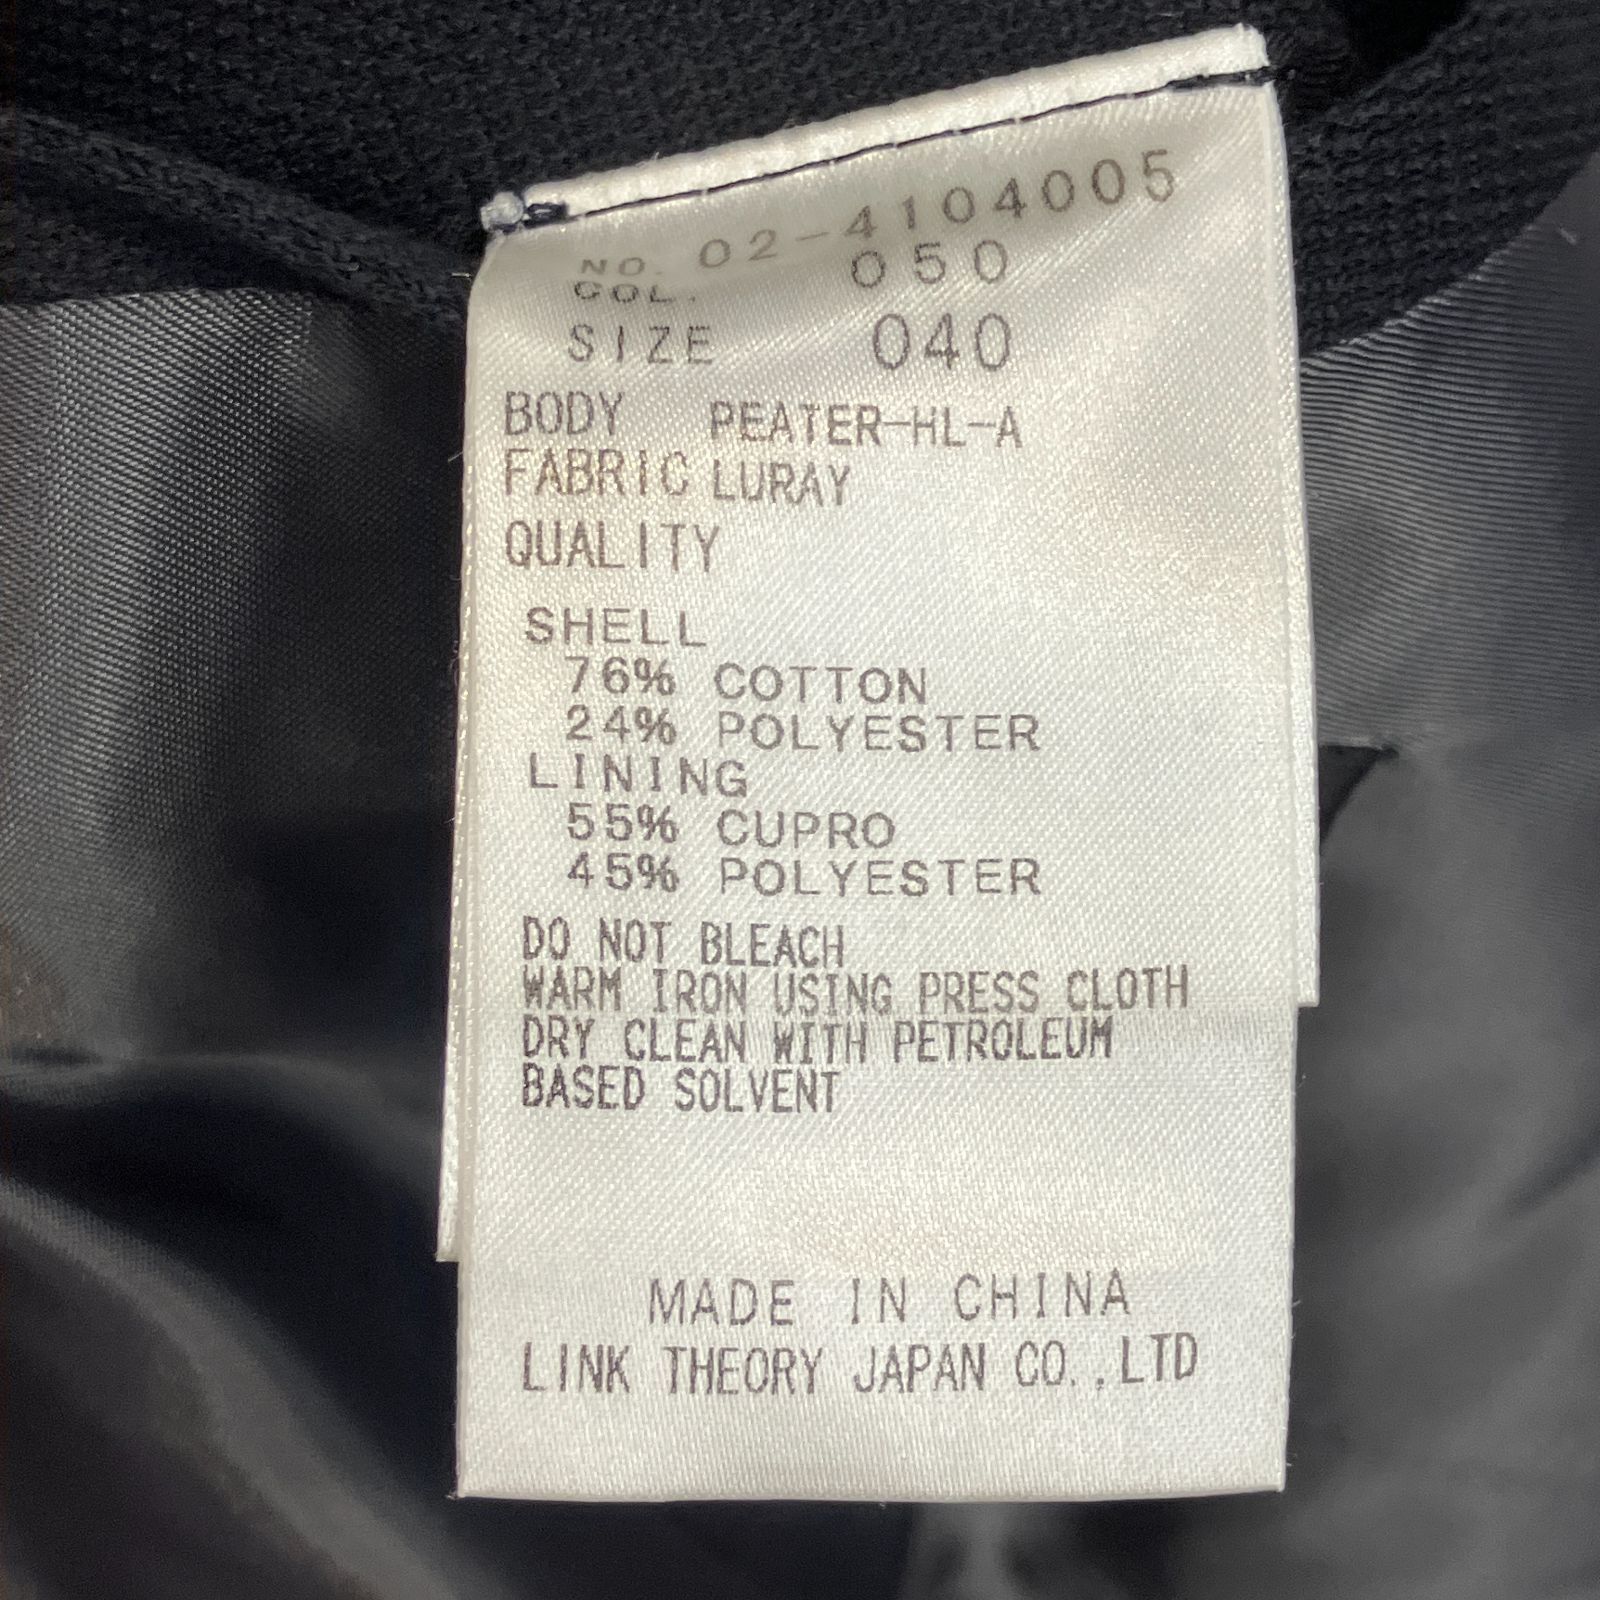 NO. 02-4104005
COL. 050
SIZE 040
BODY PEATER-HL-A
FABRIC LURAY
QUALITY
SHELL
76% COTTON
24% POLYESTER
LINING
55% CUPRO
45% POLYESTER
DO NOT BLEACH
WARM IRON USING PRESS CLOTH
DRY CLEAN WITH PETROLEUM
BASED SOLVENT
MADE IN CHINA
LINK THEORY JAPAN CO.,LTD